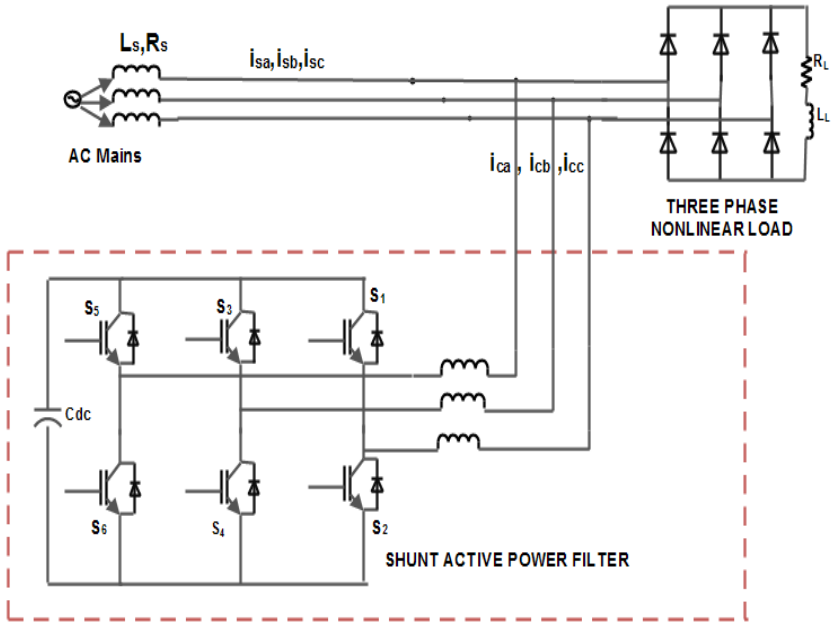 Ls,Rs
isa,isb,isc
RL
LL
AC Mains
ica , icb ,icc
THREE PHASE
NONLINEAR LOAD
S5
S3
S1
Cdc
S6
S4
S2
SHUNT ACTIVE POWER FILTER